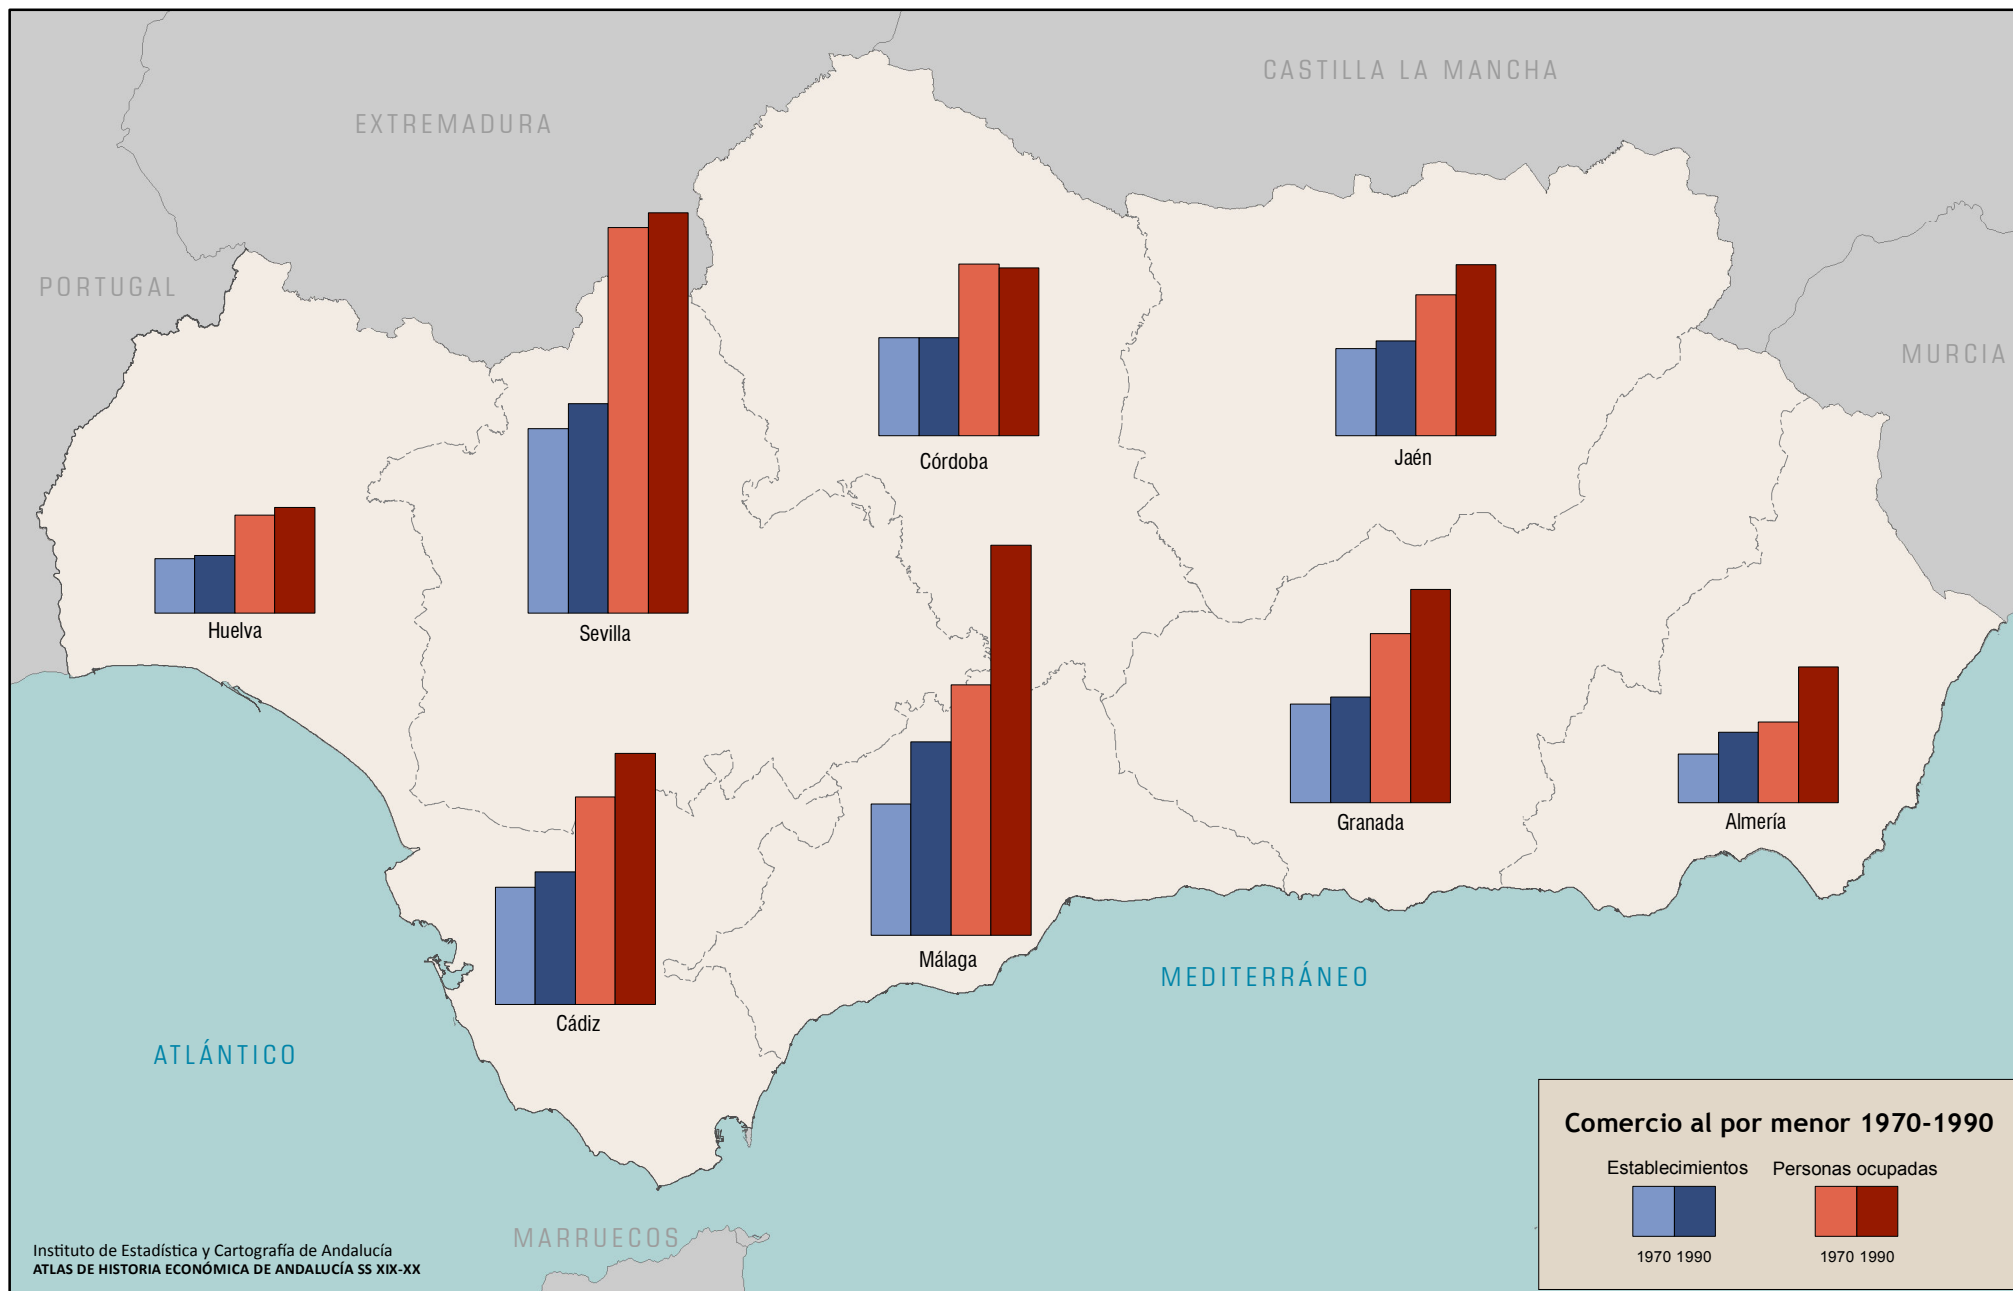 CASTILLA LA MANCHA
EXTREMADURA
PORTUGAL
MURCIA
Córdoba
Jaén
Huelva
Sevilla
Granada
Almería
Málaga
Cádiz
MEDITERRÁNEO
ATLÁNTICO
MARRUECOS
Comercio al por menor 1970-1990
Establecimientos Personas ocupadas
1970 1990 1970 1990
Instituto de Estadística y Cartografía de Andalucía
ATLAS DE HISTORIA ECONÓMICA DE ANDALUCÍA SS XIX-XX